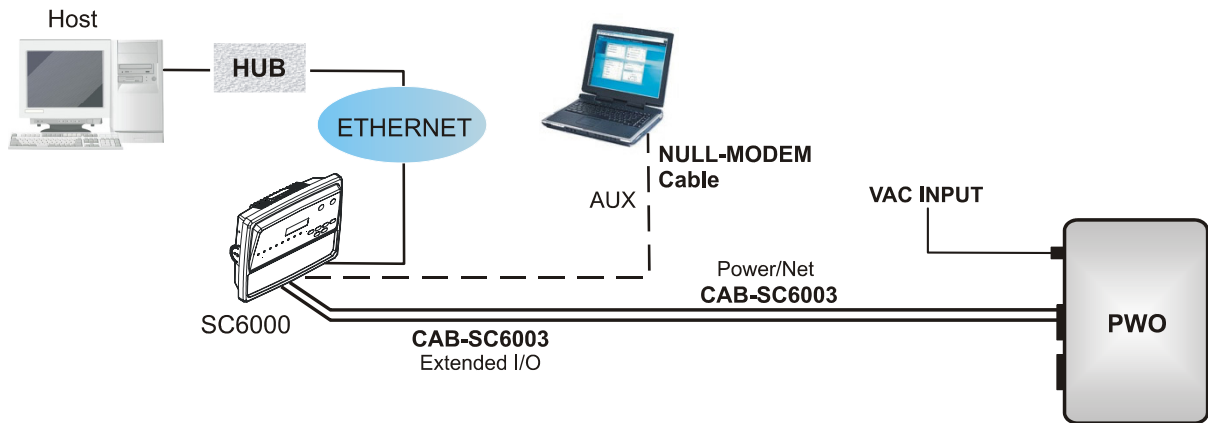 Host
HUB
ETHERNET
NULL-MODEM
Cable
AUX
VAC INPUT
Power/Net
CAB-SC6003
PWO
SC6000
CAB-SC6003
Extended I/O